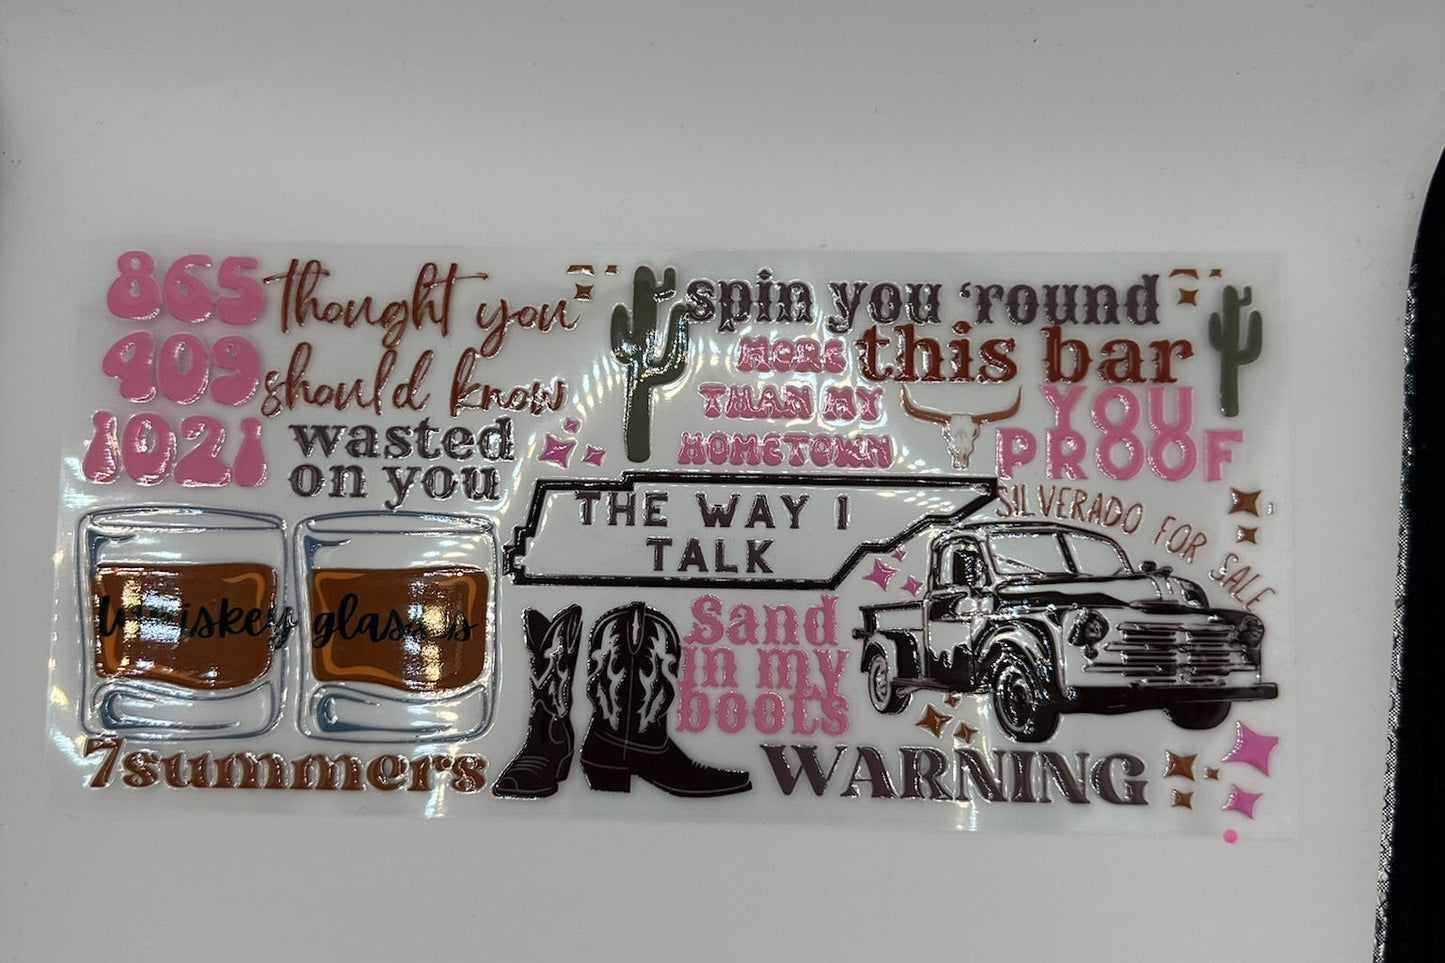 865
thought you
409
should know
1021
wasted
on you
spin you 'round
this bar
MORE
THAN MY
HOMETOWN
YOU
PROOF
THE WAY I
TALK
SILVERADO FOR SALE
Whiskey glasses
Sand
in my
boots
7summers
WARNING